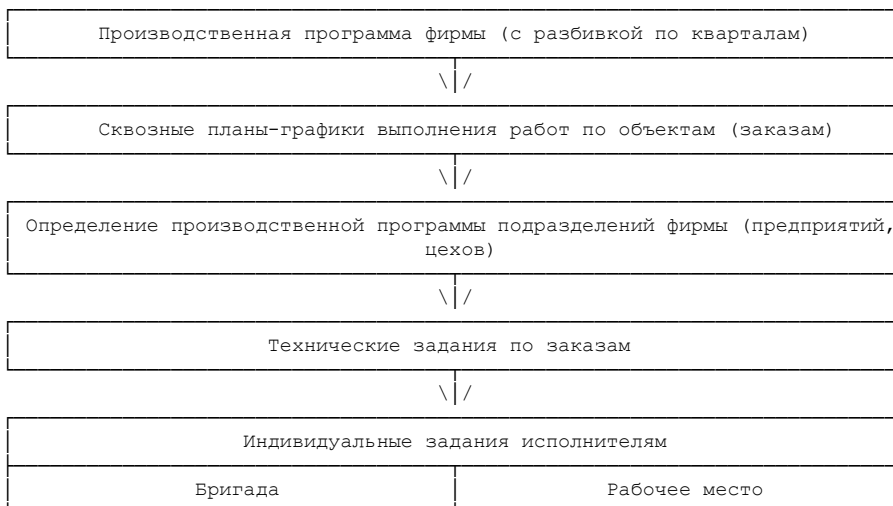 Производственная программа фирмы (с разбивкой по кварталам)
Сквозные планы-графики выполнения работ по объектам (заказам)
Определение производственной программы подразделений фирмы (предприятий,
цехов)
Технические задания по заказам
Индивидуальные задания исполнителям
Бригада
Рабочее место